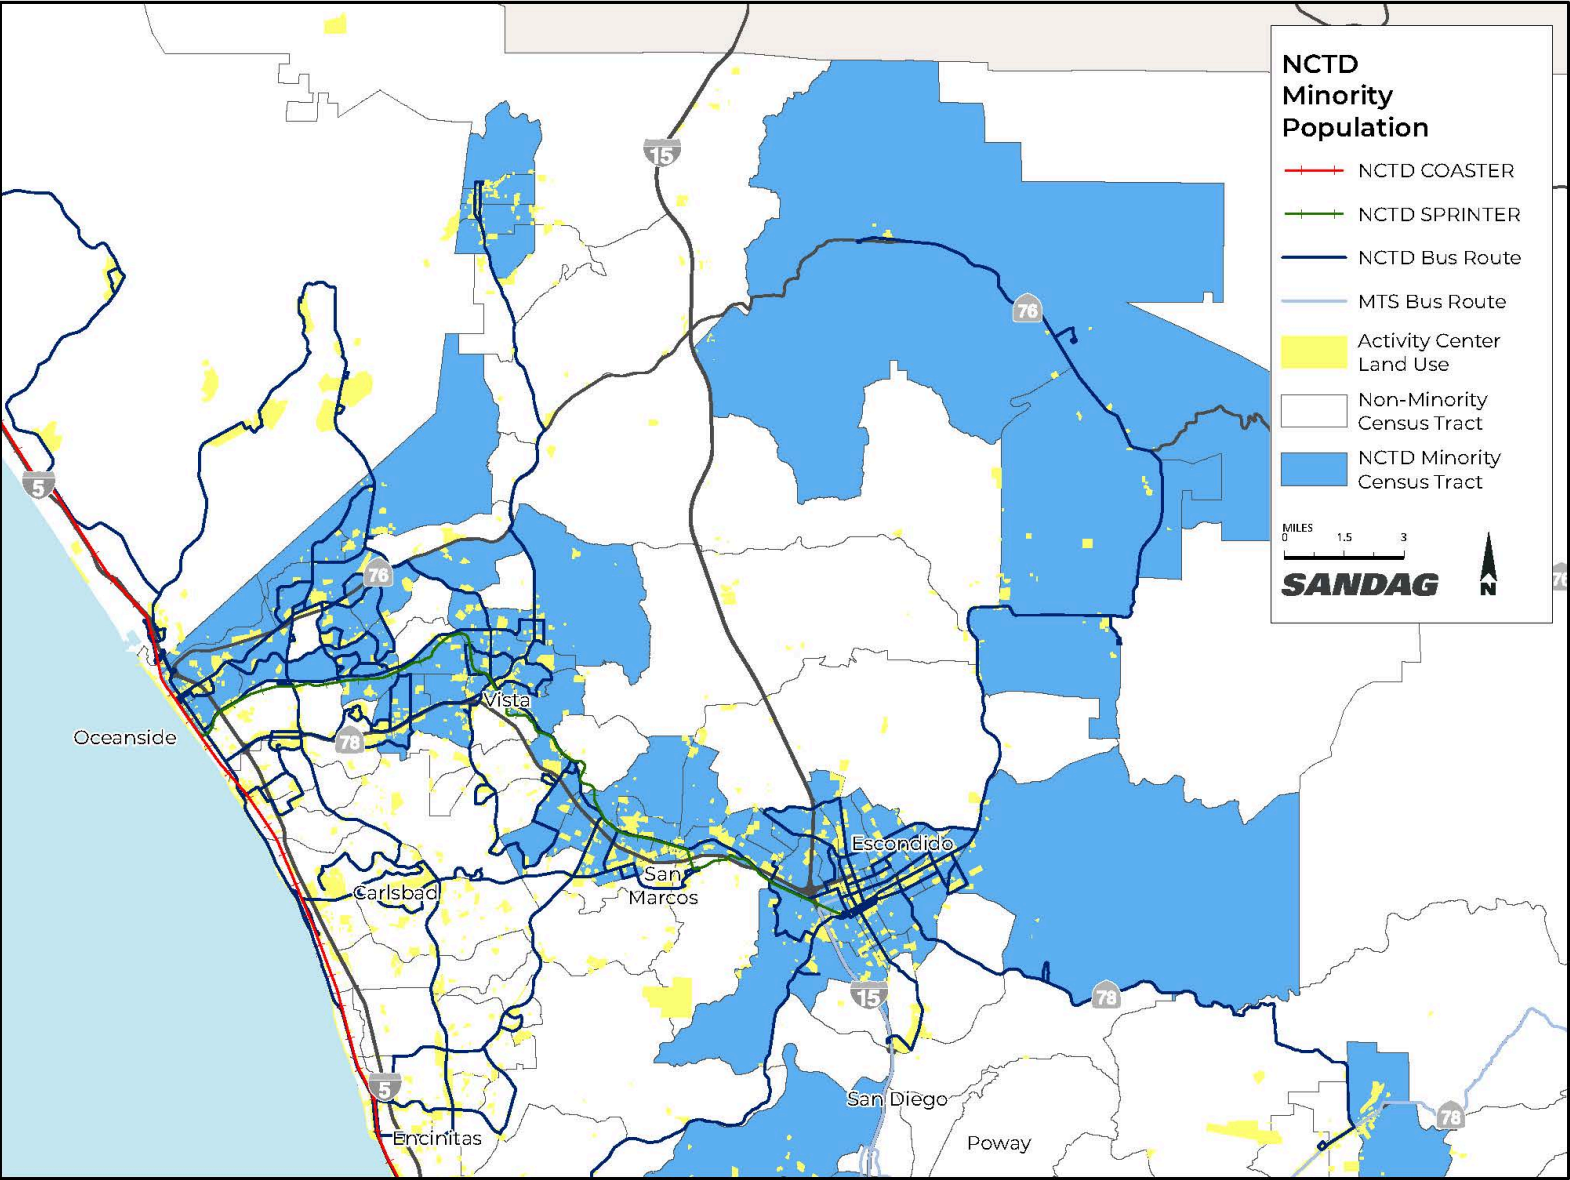 NCTD
Minority
Population
NCTD COASTER
NCTD SPRINTER
NCTD Bus Route
MTS Bus Route
Activity Center
Land Use
Non-Minority
Census Tract
NCTD Minority
Census Tract
MILES
0 1.5 3
SANDAG
N
15
76
5
76
76
Vista
Oceanside
78
Escondido
San
Marcos
Carlsbad
15
78
5
San Diego
78
Encinitas
Poway